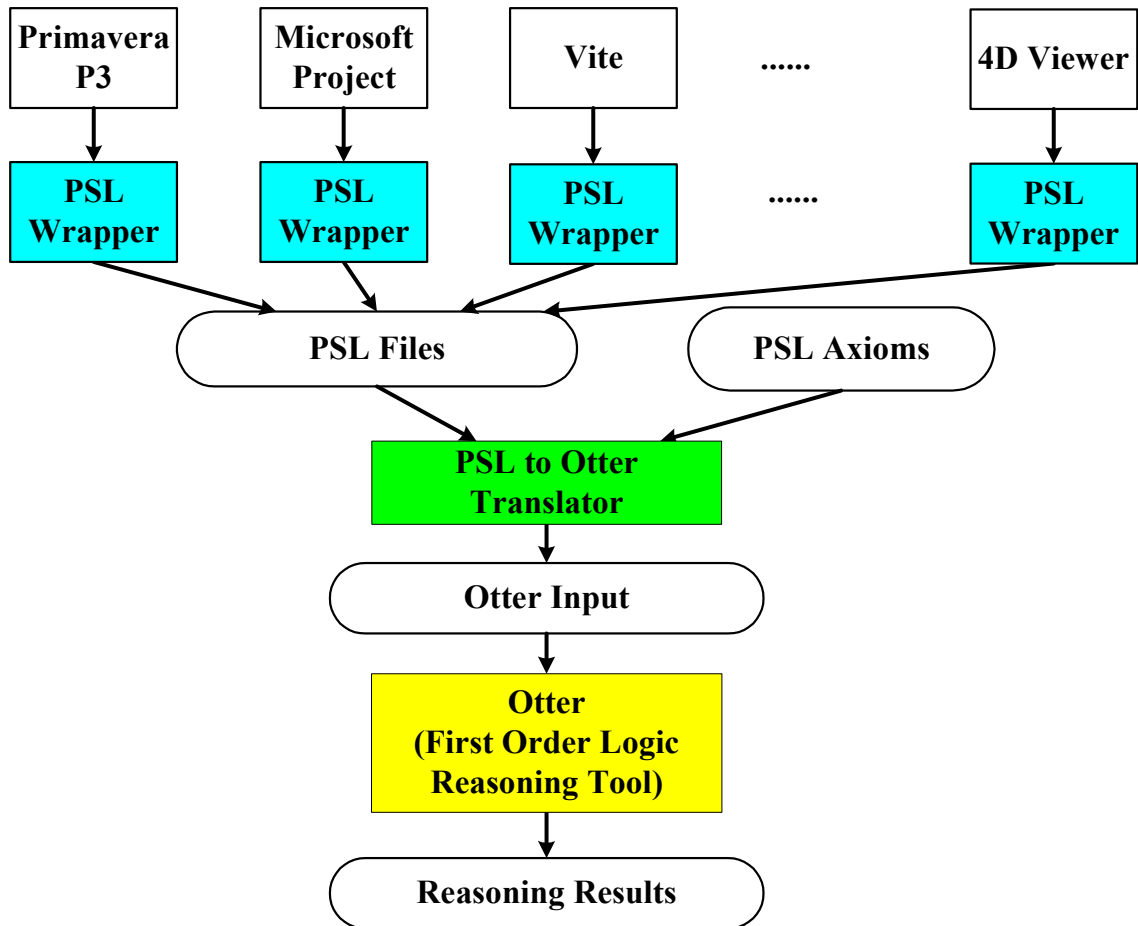 Primavera
P3
Microsoft
Project
Vite
......
4D Viewer
PSL
Wrapper
PSL
Wrapper
PSL
Wrapper
......
PSL
Wrapper
PSL Files
PSL Axioms
PSL to Otter
Translator
Otter Input
Otter
(First Order Logic
Reasoning Tool)
Reasoning Results